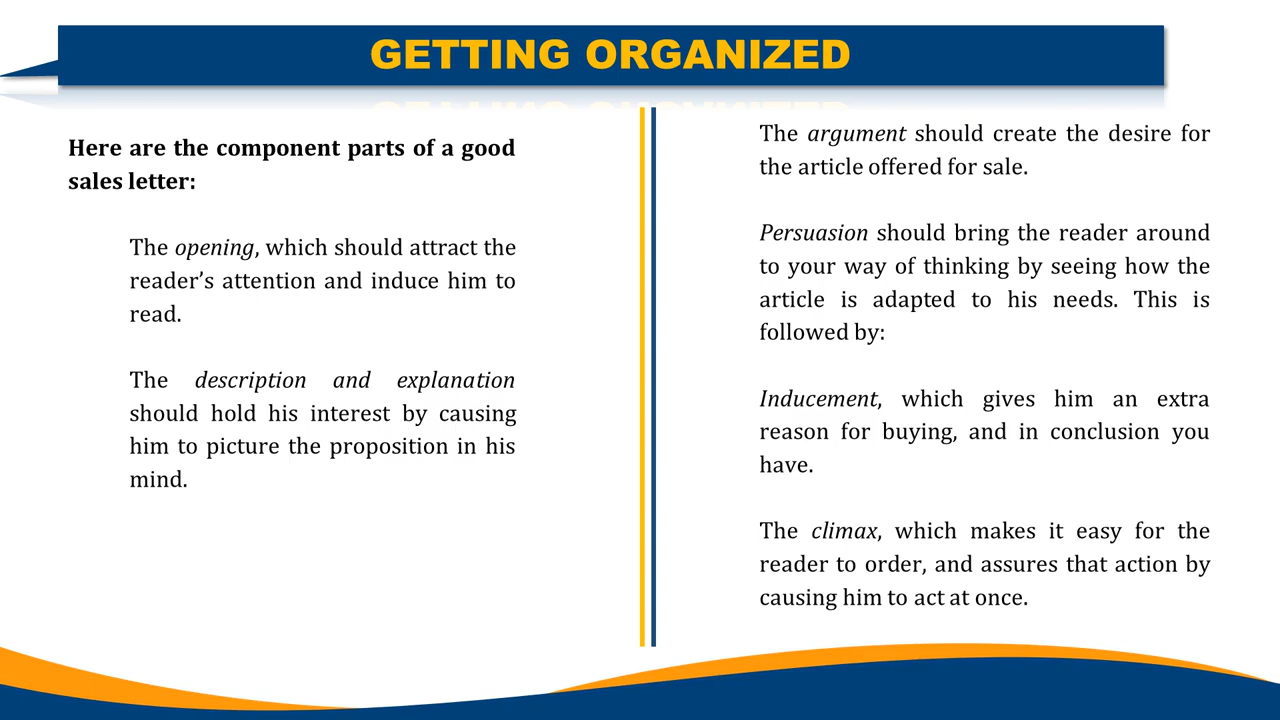 GETTING ORGANIZED
Here are the component parts of a good
sales letter:
The opening, which should attract the
reader’s attention and induce him to
read.
The description and explanation
should hold his interest by causing
him to picture the proposition in his
mind.
The argument should create the desire for
the article offered for sale.
Persuasion should bring the reader around
to your way of thinking by seeing how the
article is adapted to his needs. This is
followed by:
Inducement, which gives him an extra
reason for buying, and in conclusion you
have.
The climax, which makes it easy for the
reader to order, and assures that action by
causing him to act at once.